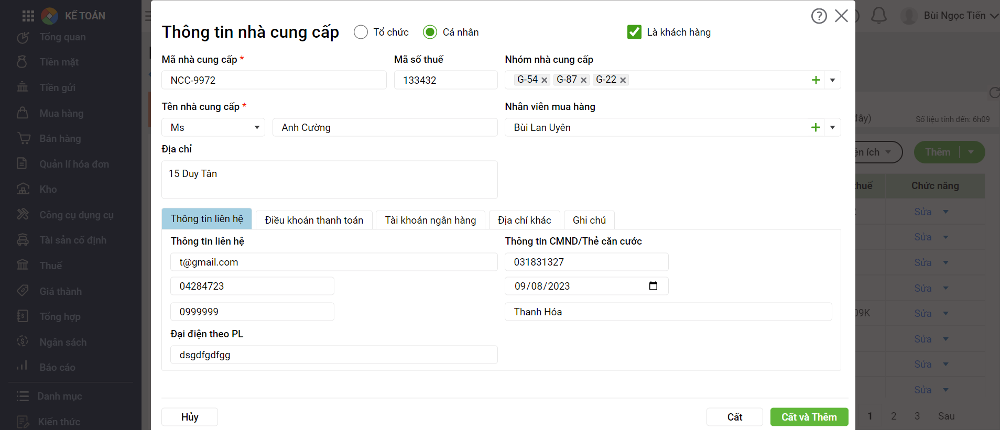 KẾ TOÁN
Tổng quan
Tiền mặt
Tiền gửi
Mua hàng
Bán hàng
Quản lí hóa đơn
Kho
Công cụ dụng cụ
Tài sản cố định
Thuế
Giá thành
Tổng hợp
Ngân sách
Báo cáo
Danh mục
Kiến thức
Thông tin nhà cung cấp
Tổ chức
Cá nhân
Là khách hàng
Mã nhà cung cấp *
Mã số thuế
Nhóm nhà cung cấp
NCC-9972
133432
G-54
G-87
G-22
Tên nhà cung cấp *
Nhân viên mua hàng
Ms
Anh Cường
Bùi Lan Uyên
Địa chỉ
15 Duy Tân
Thông tin liên hệ
Điều khoản thanh toán
Tài khoản ngân hàng
Địa chỉ khác
Ghi chú
Thông tin liên hệ
Thông tin CMND/Thẻ căn cước
t@gmail.com
031831327
04284723
09/08/2023
0999999
Thanh Hóa
Đại điện theo PL
dsgdfgdfgg
Hủy
Cất
Cất và Thêm
Bùi Ngọc Tiến
đây)
Số liệu tính đến: 6h09
ện ích
Thêm
thuế
Chức năng
Sửa
Sửa
Sửa
Sửa
09K
Sửa
Sửa
Sửa
Sửa
1
2
3
Sau